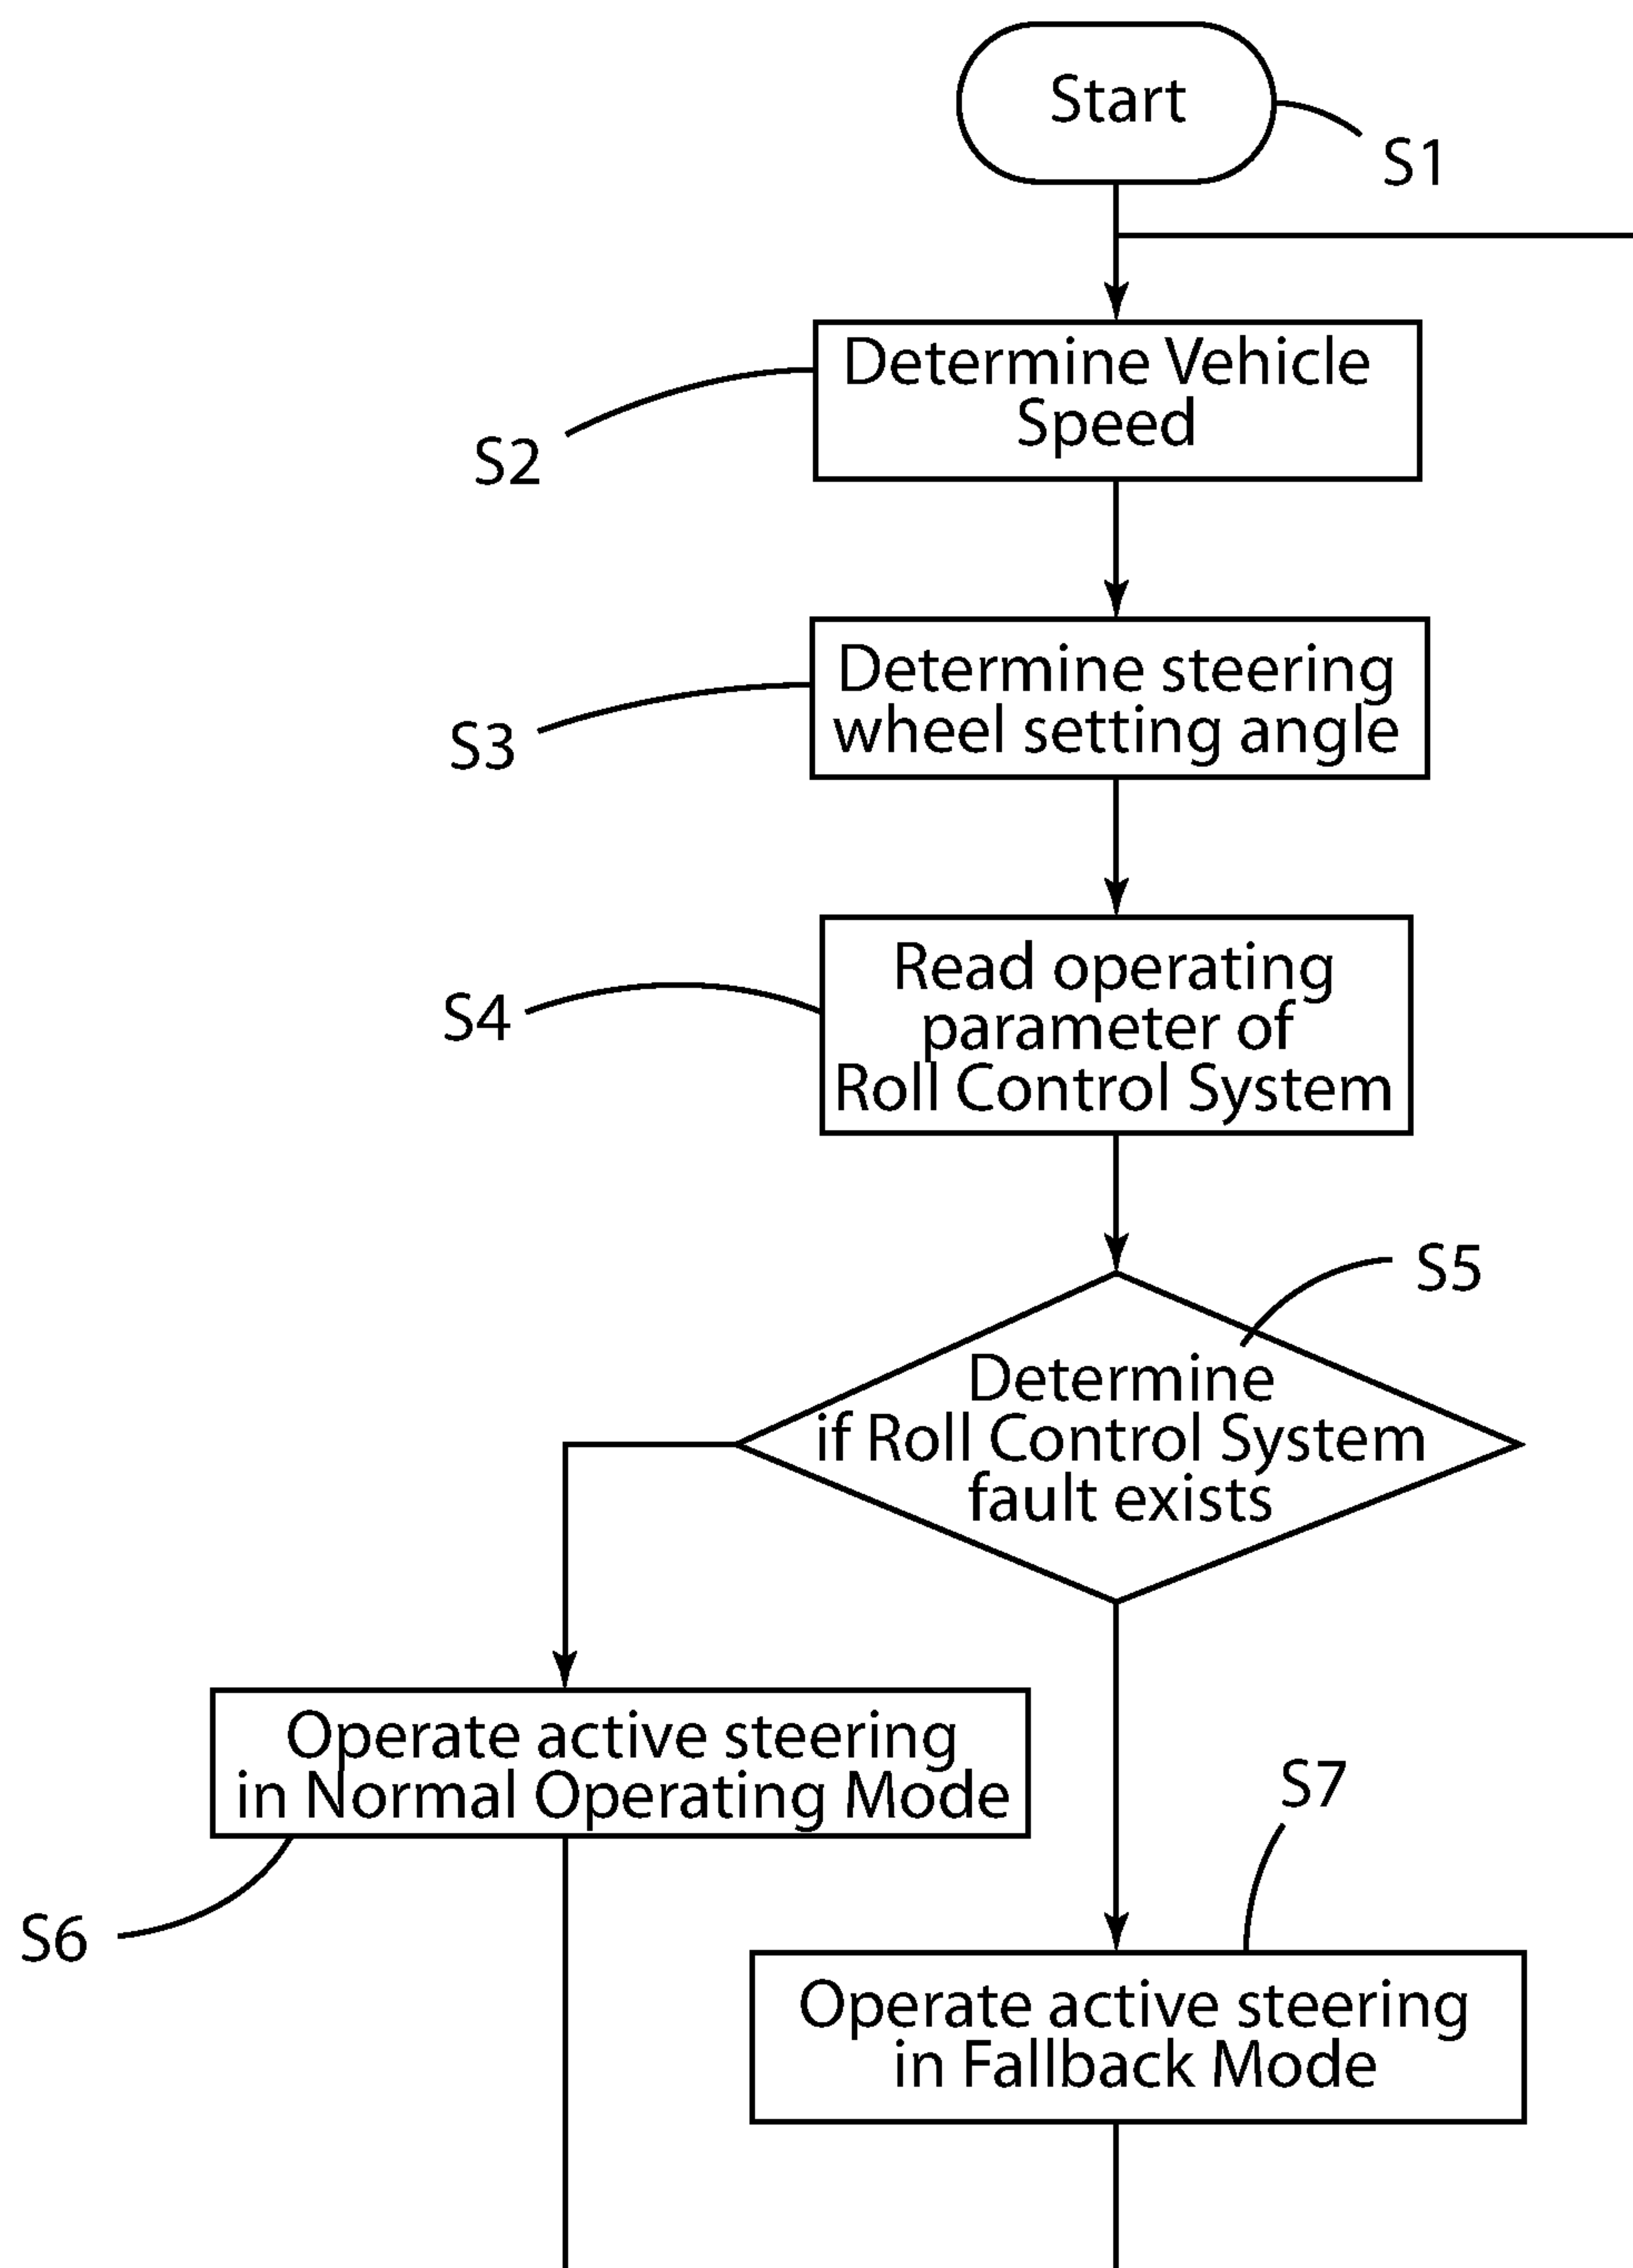 Start
S1
Determine Vehicle
Speed
S2
Determine steering
wheel setting angle
S3
Read operating
parameter of
Roll Control System
S4
S5
Determine
if Roll Control System
fault exists
Operate active steering
in Normal Operating Mode
S7
S6
Operate active steering
in Fallback Mode